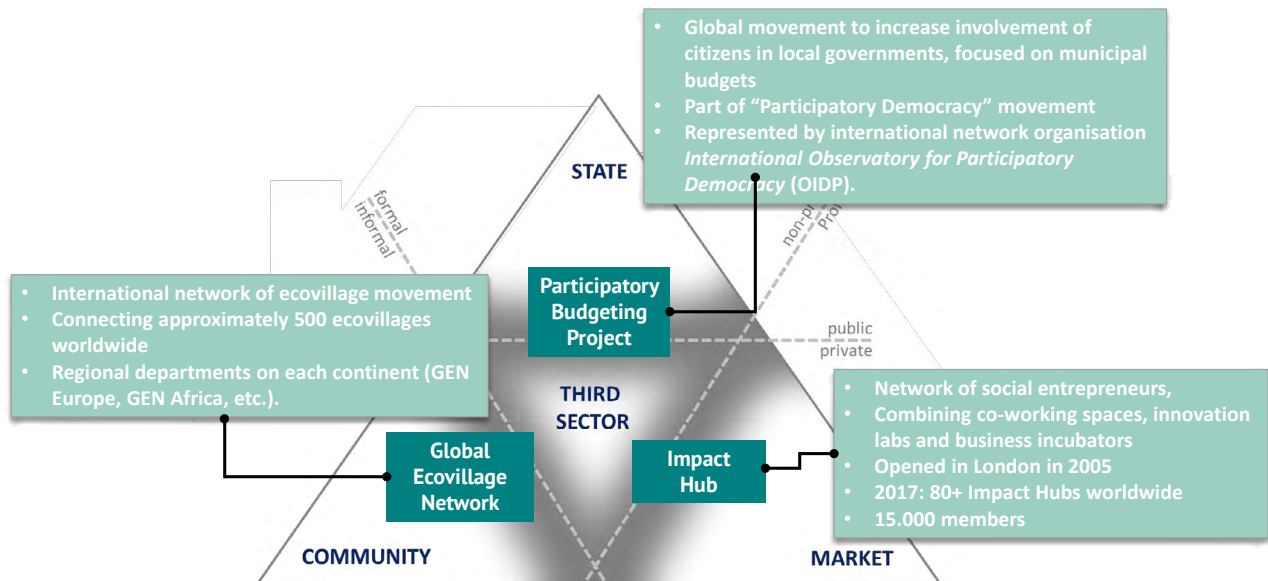 • Global movement to increase involvement of
citizens in local governments, focused on municipal
budgets
• Part of “Participatory Democracy” movement
• Represented by international network organisation
International Observatory for Participatory
Democracy (OIDP).
STATE
formal
informal
Participatory
Budgeting
Project
• International network of ecovillage movement
• Connecting approximately 500 ecovillages
worldwide
• Regional departments on each continent (GEN
Europe, GEN Africa, etc.).
public
private
THIRD
SECTOR
• Network of social entrepreneurs,
• Combining co-working spaces, innovation
labs and business incubators
• Opened in London in 2005
• 2017: 80+ Impact Hubs worldwide
• 15.000 members
Global
Ecovillage
Network
Impact
Hub
COMMUNITY
MARKET